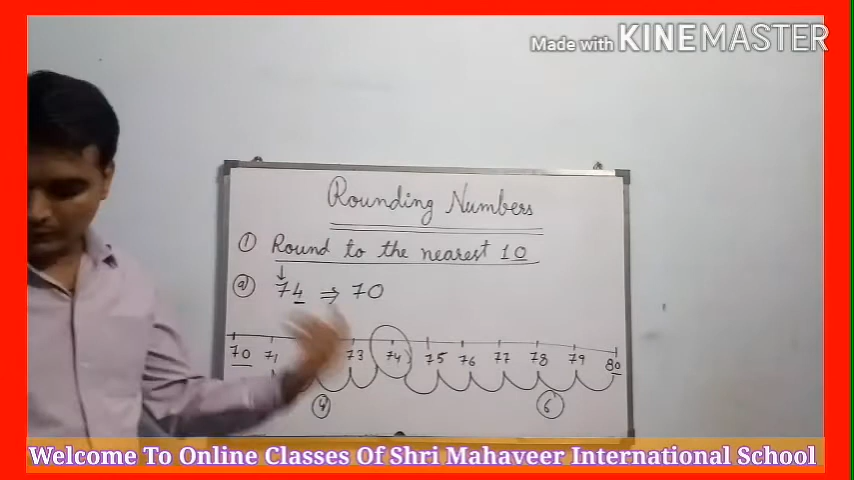 Made with KINEMASTER
Rounding Numbers
① Round to the nearest 10
ⓐ 74 ⇒ 70
70 71 73 74 75 76 77 78 79 80
4 6
Welcome To Online Classes Of Shri Mahaveer International School